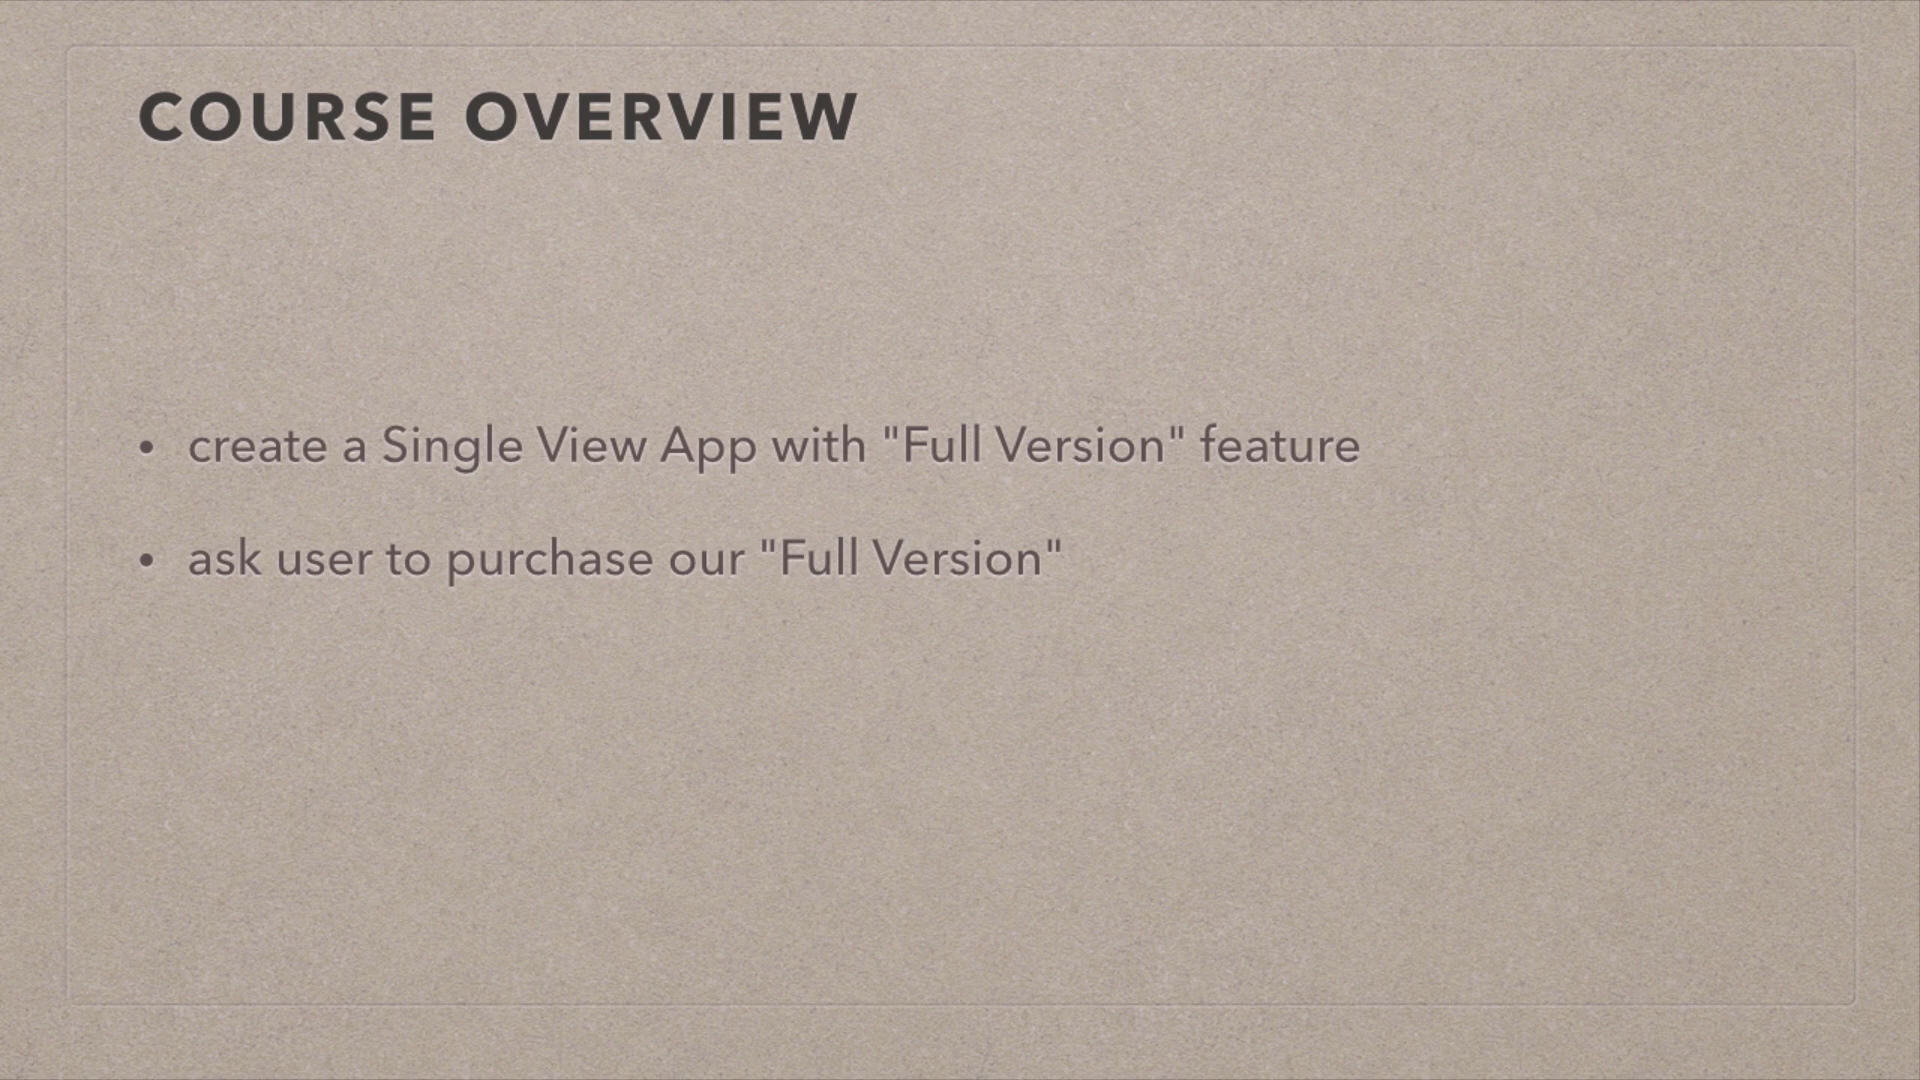 COURSE OVERVIEW
• create a Single View App with "Full Version" feature
• ask user to purchase our "Full Version"